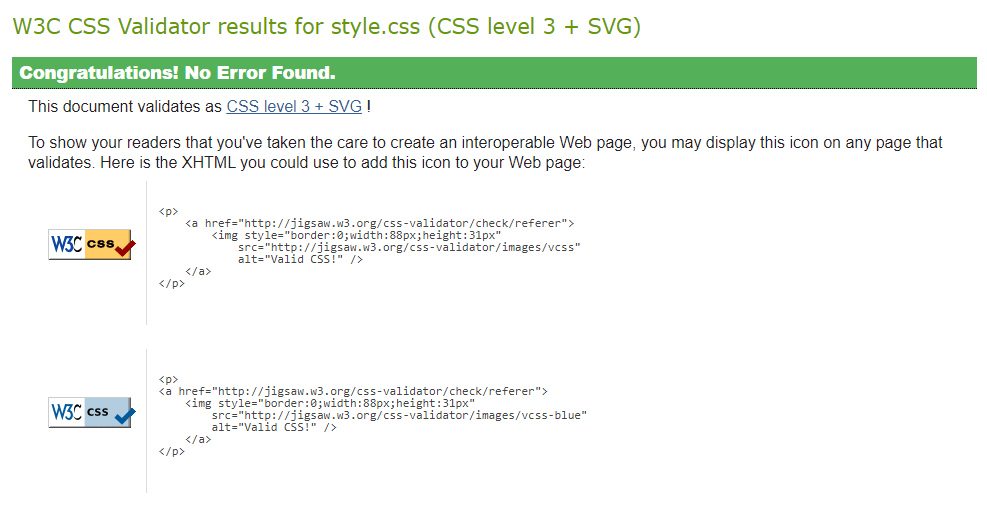 W3C CSS Validator results for style.css (CSS level 3 + SVG)
Congratulations! No Error Found.
This document validates as CSS level 3 + SVG !
To show your readers that you've taken the care to create an interoperable Web page, you may display this icon on any page that
validates. Here is the XHTML you could use to add this icon to your Web page:
W3C css
<p>
<a href="http://jigsaw.w3.org/css-validator/check/referer">
<img style="border:0;width:88px;height:31px"
src="http://jigsaw.w3.org/css-validator/images/vcss"
alt="Valid CSS!" />
</a>
</p>
W3C css
<p>
<a href="http://jigsaw.w3.org/css-validator/check/referer">
<img style="border:0;width:88px;height:31px"
src="http://jigsaw.w3.org/css-validator/images/vcss-blue"
alt="Valid CSS!" />
</a>
</p>